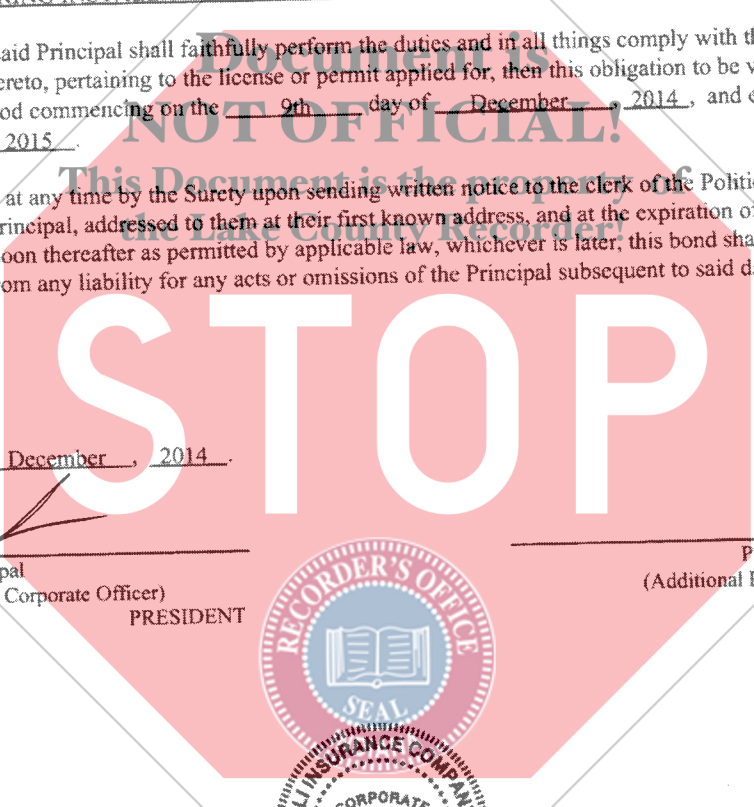 said Principal shall faithfully perform the duties and in all things comply with
Document is
ereto, pertaining to the license or permit applied for, then this obligation to be
od commencing on the 9th day of December, 2014, and
NOT OFFICIAL!
2015.
This Document is the property of
at any time by the Surety upon sending written notice to the clerk of the
rincipal, addressed to them at their first known address, and at the expiration of
the Lake County Recorder!
oon thereafter as permitted by applicable law, whichever is later; this bond
om any liability for any acts or omissions of the Principal subsequent to said
STOP
December, 2014.
pal
Corporate Officer)
(Additional
PRESIDENT
RECORDER'S OFFICE
SEAL
INSURANCE COMPAN
CORPORATE